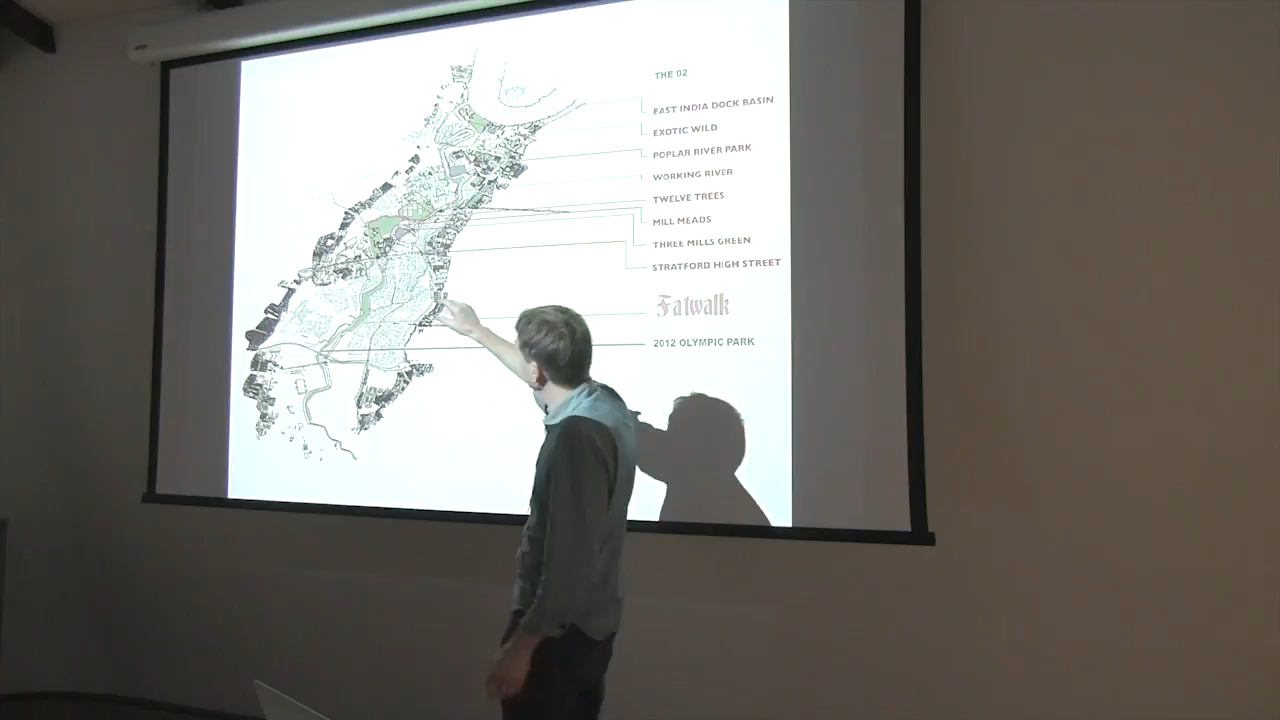 THE 02
EAST INDIA DOCK BASIN
EXOTIC WILD
POPLAR RIVER PARK
WORKING RIVER
TWELVE TREES
MILL MEADS
THREE MILLS GREEN
STRATFORD HIGH STREET
Fatwalk
2012 OLYMPIC PARK